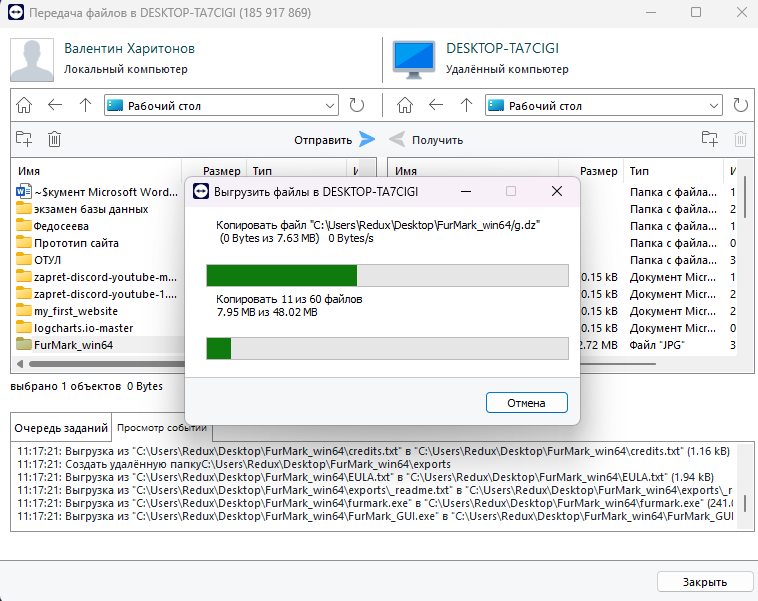 Передача файлов в DESKTOP-TA7CIGI (185 917 869)
Валентин Харитонов
Локальный компьютер
DESKTOP-TA7CIGI
Удалённый компьютер
Рабочий стол
Рабочий стол
Отправить
Получить
Имя Размер Тип И
Имя Размер Тип И
~$кумент Microsoft Word...
экзамен базы данных
Федосеева
Прототип сайта
ОТУЛ
zapret-discord-youtube-m...
zapret-discord-youtube-1....
my_first_website
logcharts.io-master
FurMark_win64
Папка с файла... 1
Папка с файла... 2
Папка с файла... 1
Папка с файла... 0
Папка с файла... 3
0.15 kB Документ Micr... 1
0.15 kB Документ Micr... 2
0.15 kB Документ Micr... 1
0.15 kB Документ Micr... 0
2.72 MB Файл "JPG" 3
Выгрузить файлы в DESKTOP-TA7CIGI
Копировать файл "C:\Users\Redux\Desktop\FurMark_win64/g.dz"
(0 Bytes из 7.63 MB) 0 Bytes/s
Копировать 11 из 60 файлов
7.95 MB из 48.02 MB
Отмена
выбрано 1 объектов 0 Bytes
Очередь заданий
Просмотр событий
11:17:21: Выгрузка из "C:\Users\Redux\Desktop\FurMark_win64\credits.txt" в "C:\Users\Redux\Desktop\FurMark_win64\credits.txt" (1.16 kB)
11:17:21: Создать удалённую папкуC:\Users\Redux\Desktop\FurMark_win64\exports
11:17:21: Выгрузка из "C:\Users\Redux\Desktop\FurMark_win64\EULA.txt" в "C:\Users\Redux\Desktop\FurMark_win64\EULA.txt" (1.94 kB)
11:17:21: Выгрузка из "C:\Users\Redux\Desktop\FurMark_win64\exports\_readme.txt" в "C:\Users\Redux\Desktop\FurMark_win64\exports\_r
11:17:21: Выгрузка из "C:\Users\Redux\Desktop\FurMark_win64\furmark.exe" в "C:\Users\Redux\Desktop\FurMark_win64\furmark.exe" (241.0
11:17:21: Выгрузка из "C:\Users\Redux\Desktop\FurMark_win64\FurMark_GUI.exe" в "C:\Users\Redux\Desktop\FurMark_win64\FurMark_GUI
Закрыть